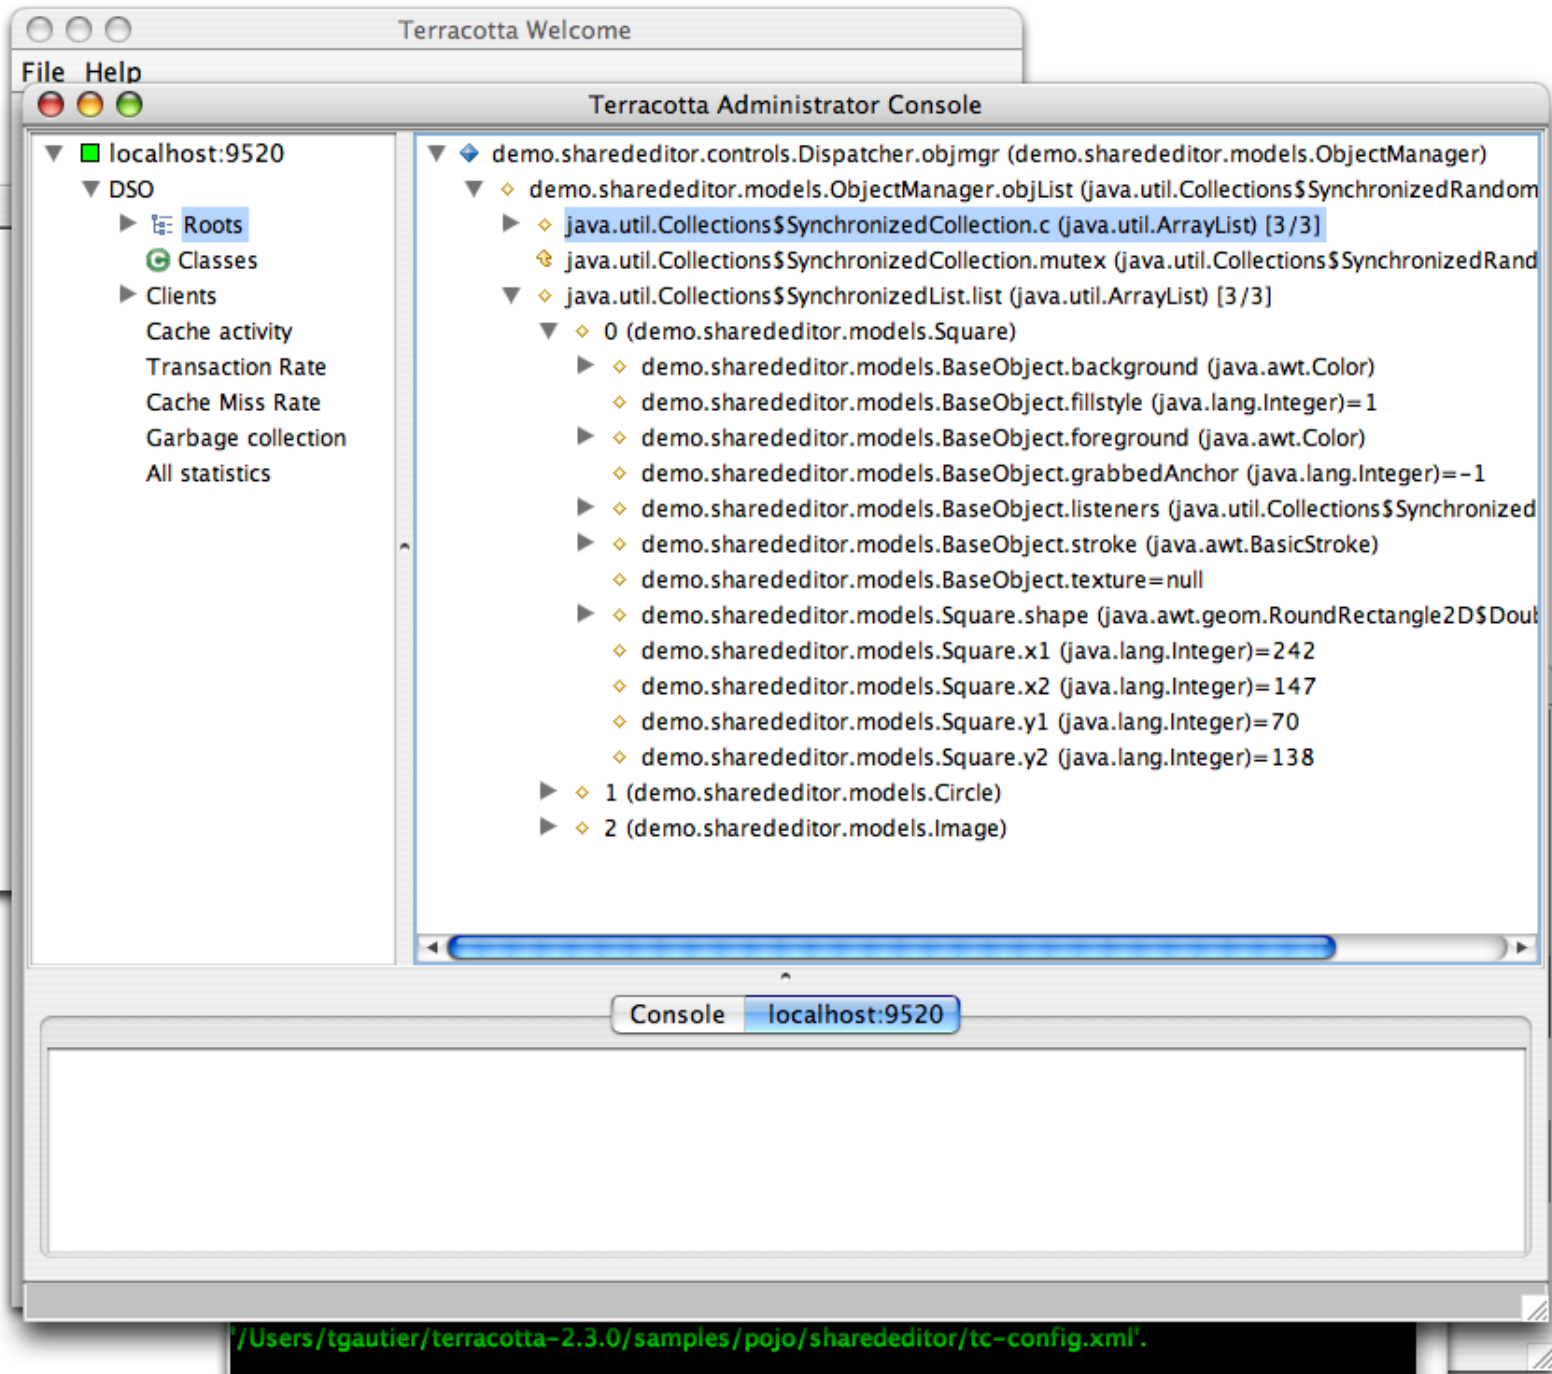 Terracotta Welcome
File Help
Terracotta Administrator Console
localhost:9520
DSO
Roots
Classes
Clients
Cache activity
Transaction Rate
Cache Miss Rate
Garbage collection
All statistics
demo.sharededitor.controls.Dispatcher.objmgr (demo.sharededitor.models.ObjectManager)
demo.sharededitor.models.ObjectManager.objList (java.util.Collections$SynchronizedRandom
java.util.Collections$SynchronizedCollection.c (java.util.ArrayList) [3/3]
java.util.Collections$SynchronizedCollection.mutex (java.util.Collections$SynchronizedRand
java.util.Collections$SynchronizedList.list (java.util.ArrayList) [3/3]
0 (demo.sharededitor.models.Square)
demo.sharededitor.models.BaseObject.background (java.awt.Color)
demo.sharededitor.models.BaseObject.fillstyle (java.lang.Integer)=1
demo.sharededitor.models.BaseObject.foreground (java.awt.Color)
demo.sharededitor.models.BaseObject.grabbedAnchor (java.lang.Integer)=-1
demo.sharededitor.models.BaseObject.listeners (java.util.Collections$Synchronized
demo.sharededitor.models.BaseObject.stroke (java.awt.BasicStroke)
demo.sharededitor.models.BaseObject.texture=null
demo.sharededitor.models.Square.shape (java.awt.geom.RoundRectangle2D$Doul
demo.sharededitor.models.Square.x1 (java.lang.Integer)=242
demo.sharededitor.models.Square.x2 (java.lang.Integer)=147
demo.sharededitor.models.Square.y1 (java.lang.Integer)=70
demo.sharededitor.models.Square.y2 (java.lang.Integer)=138
1 (demo.sharededitor.models.Circle)
2 (demo.sharededitor.models.Image)
Console localhost:9520
'/Users/tgautier/terracotta-2.3.0/samples/pojo/sharededitor/tc-config.xml'.